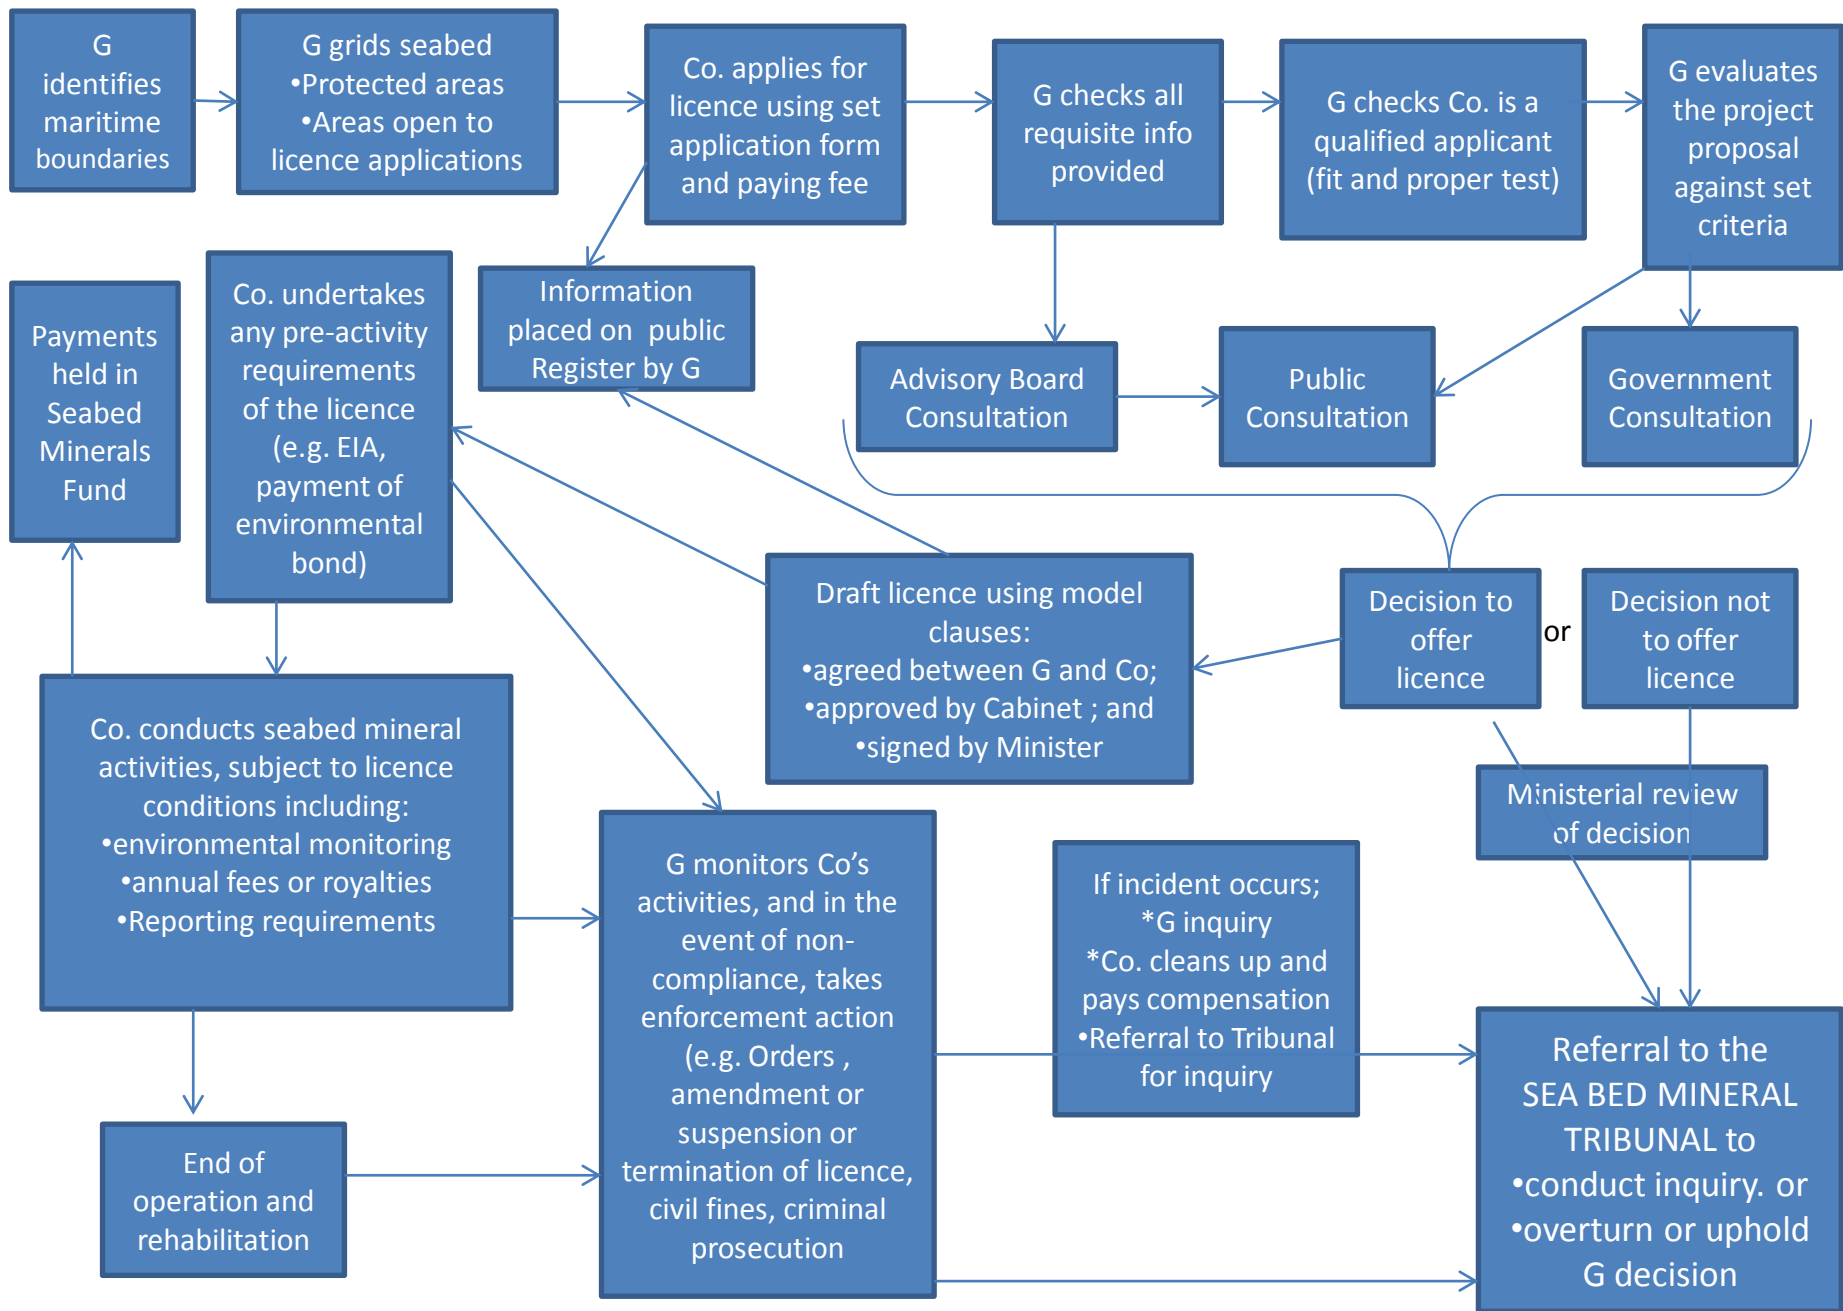 G
identifies
maritime
boundaries
G grids seabed
•Protected areas
•Areas open to
licence applications
Co. applies for
licence using set
application form
and paying fee
G checks all
requisite info
provided
G checks Co. is a
qualified applicant
(fit and proper test)
G evaluates
the project
proposal
against set
criteria
Payments
held in
Seabed
Minerals
Fund
Co. undertakes
any pre-activity
requirements
of the licence
(e.g. EIA,
payment of
environmental
bond)
Information
placed on public
Register by G
Advisory Board
Consultation
Public
Consultation
Government
Consultation
Draft licence using model
clauses:
•agreed between G and Co;
•approved by Cabinet ; and
•signed by Minister
Decision to
offer
licence
or
Decision not
to offer
licence
Ministerial review
of decision
Co. conducts seabed mineral
activities, subject to licence
conditions including:
•environmental monitoring
•annual fees or royalties
•Reporting requirements
G monitors Co’s
activities, and in the
event of non-
compliance, takes
enforcement action
(e.g. Orders ,
amendment or
suspension or
termination of licence,
civil fines, criminal
prosecution
If incident occurs;
*G inquiry
*Co. cleans up and
pays compensation
•Referral to Tribunal
for inquiry
Referral to the
SEA BED MINERAL
TRIBUNAL to
•conduct inquiry. or
•overturn or uphold
G decision
End of
operation and
rehabilitation